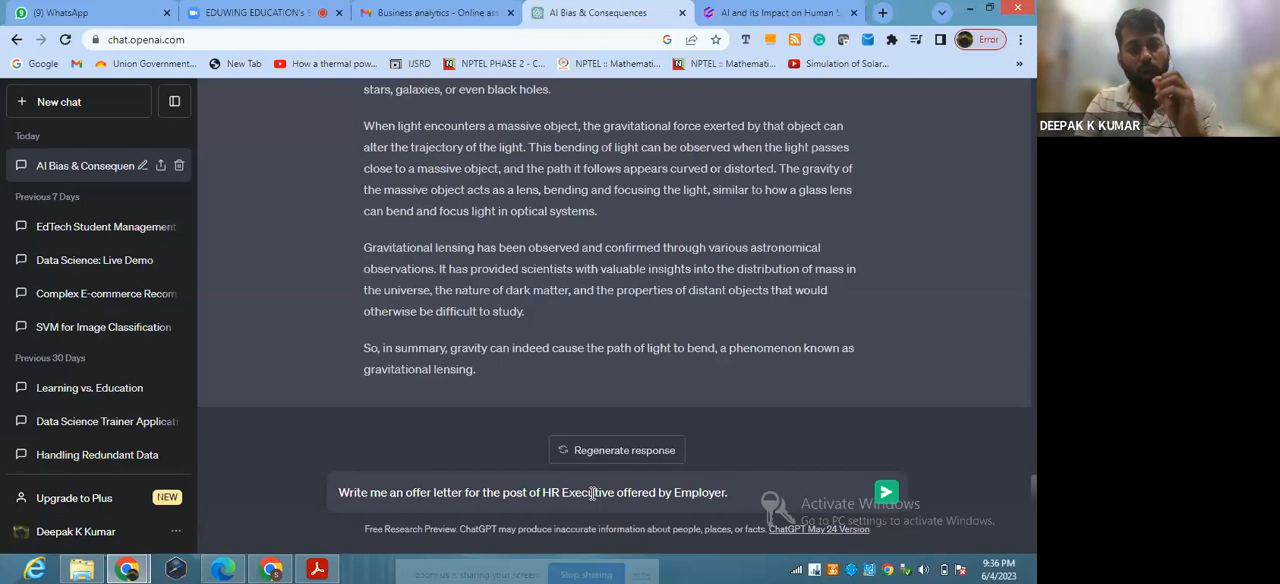 (9) WhatsApp
EDUWING EDUCATION's
Business analytics - Online ass
AI Bias & Consequences
AI and its Impact on Human
chat.openai.com
Error
Google
Union Government...
New Tab
How a thermal pow...
IJSRD
NPTEL PHASE 2 - C...
NPTEL :: Mathemati...
NPTEL :: Mathemati...
Simulation of Solar...
»
New chat
Today
AI Bias & Consequen
Previous 7 Days
EdTech Student Management
Data Science: Live Demo
Complex E-commerce Recom
SVM for Image Classification
Previous 30 Days
Learning vs. Education
Data Science Trainer Applicati
Handling Redundant Data
Upgrade to Plus
NEW
Deepak K Kumar
stars, galaxies, or even black holes.
When light encounters a massive object, the gravitational force exerted by that object can
alter the trajectory of the light. This bending of light can be observed when the light passes
close to a massive object, and the path it follows appears curved or distorted. The gravity of
the massive object acts as a lens, bending and focusing the light, similar to how a glass lens
can bend and focus light in optical systems.
Gravitational lensing has been observed and confirmed through various astronomical
observations. It has provided scientists with valuable insights into the distribution of mass in
the universe, the nature of dark matter, and the properties of distant objects that would
otherwise be difficult to study.
So, in summary, gravity can indeed cause the path of light to bend, a phenomenon known as
gravitational lensing.
Regenerate response
Write me an offer letter for the post of HR Executive offered by Employer.
Free Research Preview. ChatGPT may produce inaccurate information about people, places, or facts. ChatGPT May 24 Version
Activate Windows
Go to PC settings to activate Windows.
DEEPAK K KUMAR
zoom.us is sharing your screen.
Stop sharing
9:36 PM
6/4/2023